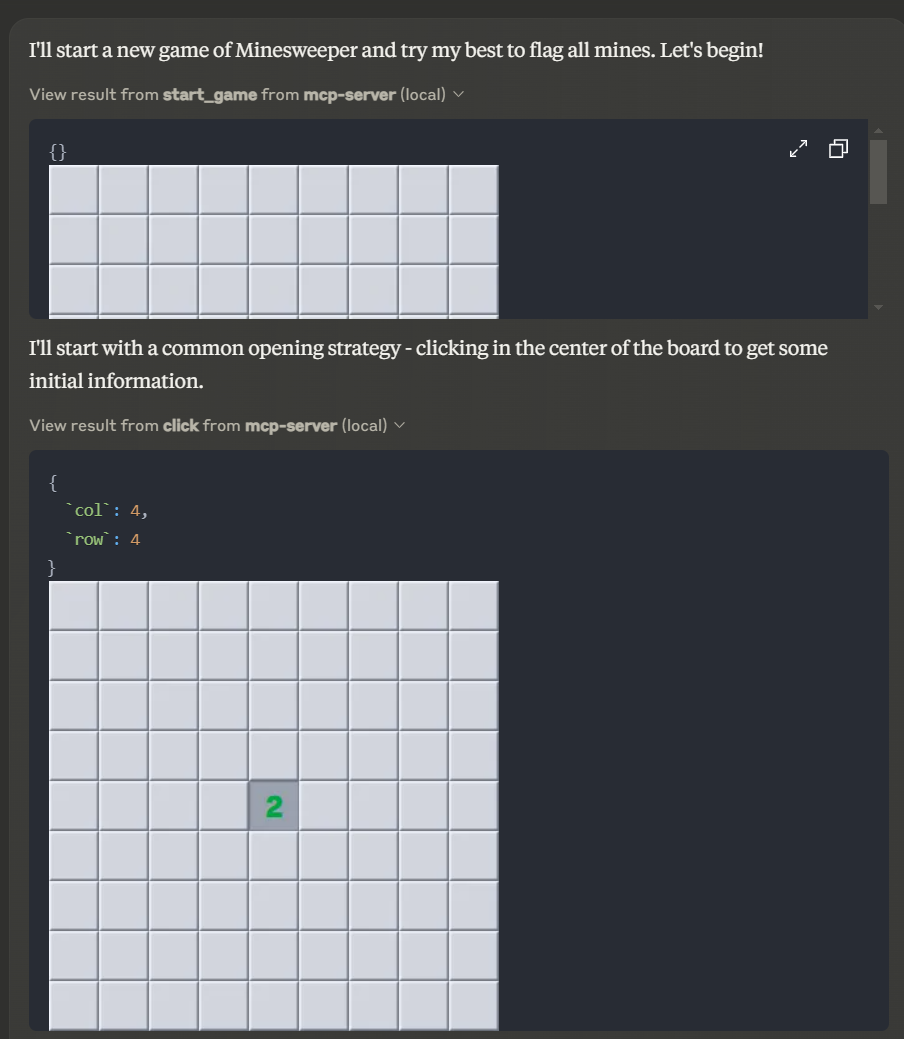 I'll start a new game of Minesweeper and try my best to flag all mines. Let's begin!
View result from start_game from mcp-server (local)
{}
I'll start with a common opening strategy - clicking in the center of the board to get some
initial information.
View result from click from mcp-server (local)
{
`col`: 4,
`row`: 4
}
2